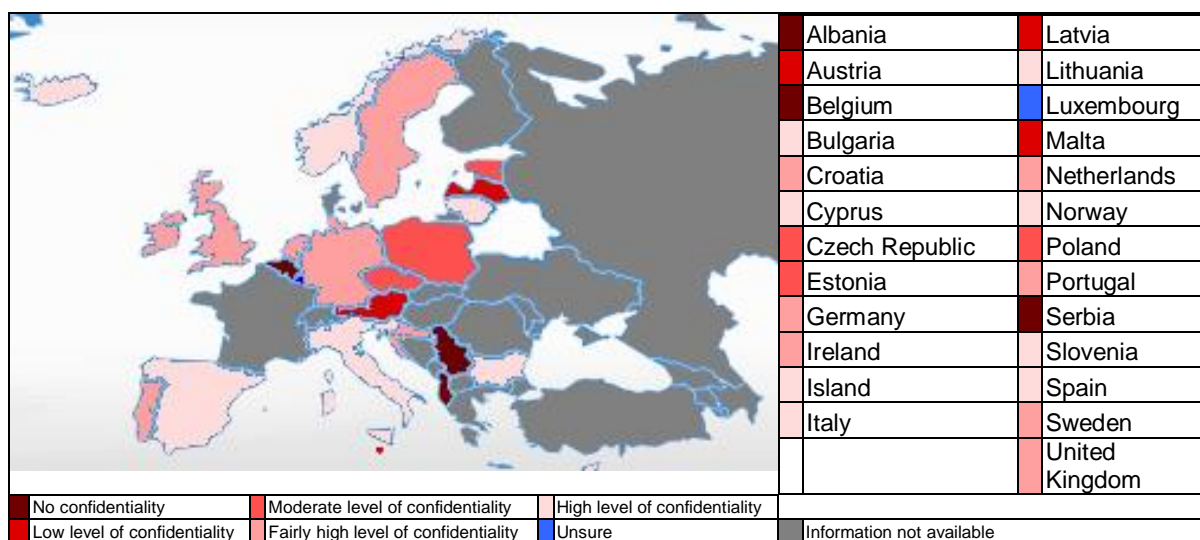 Albania Latvia
Austria Lithuania
Belgium Luxembourg
Bulgaria Malta
Croatia Netherlands
Cyprus Norway
Czech Republic Poland
Estonia Portugal
Germany Serbia
Ireland Slovenia
Island Spain
Italy Sweden
United
Kingdom
No confidentiality Moderate level of confidentiality High level of confidentiality
Low level of confidentiality Fairly high level of confidentiality Unsure Information not available